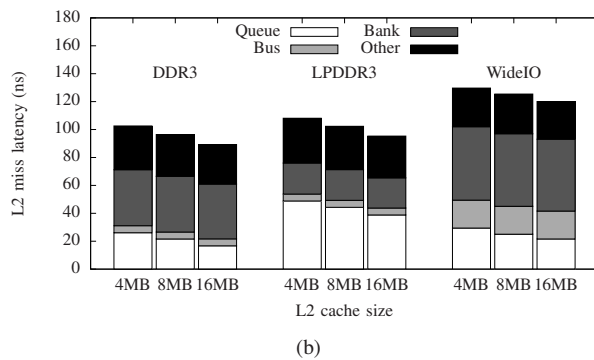 180
160
140
120
100
80
60
40
20
0
L2 miss latency (ns)
Queue Bank
Bus Other
DDR3 LPDDR3 WideIO
4MB 8MB 16MB 4MB 8MB 16MB 4MB 8MB 16MB
L2 cache size
(b)